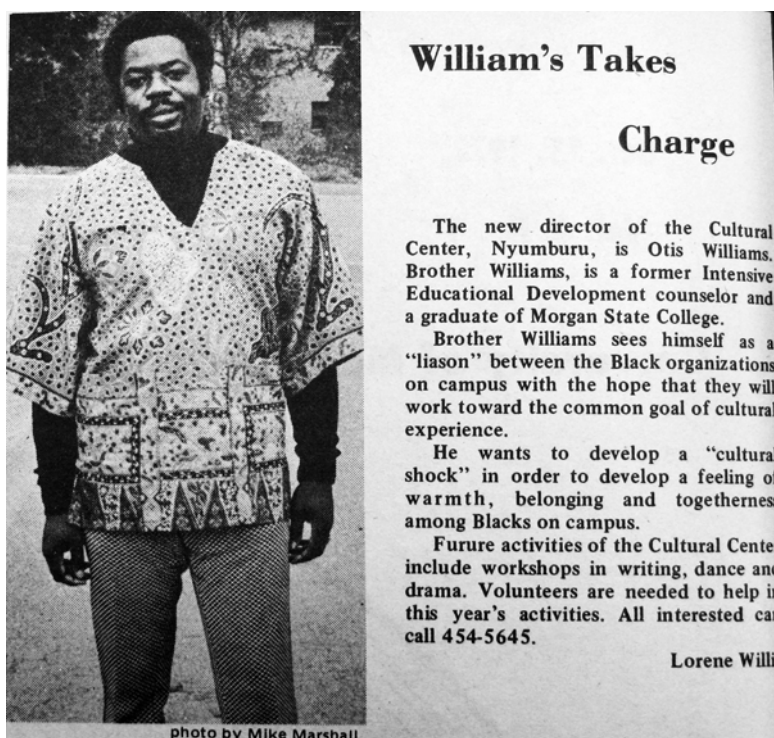 William's Takes
Charge
The new director of the Cultural
Center, Nyumburu, is Otis Williams.
Brother Williams, is a former Intensive
Educational Development counselor and
a graduate of Morgan State College.
Brother Williams sees himself as a
"liason" between the Black organizations
on campus with the hope that they will
work toward the common goal of cultural
experience.
He wants to develop a "cultural
shock" in order to develop a feeling of
warmth, belonging and togethernes
among Blacks on campus.
Furure activities of the Cultural Cente
include workshops in writing, dance and
drama. Volunteers are needed to help in
this year's activities. All interested can
call 454-5645.
Lorene Willi
photo by Mike Marshall